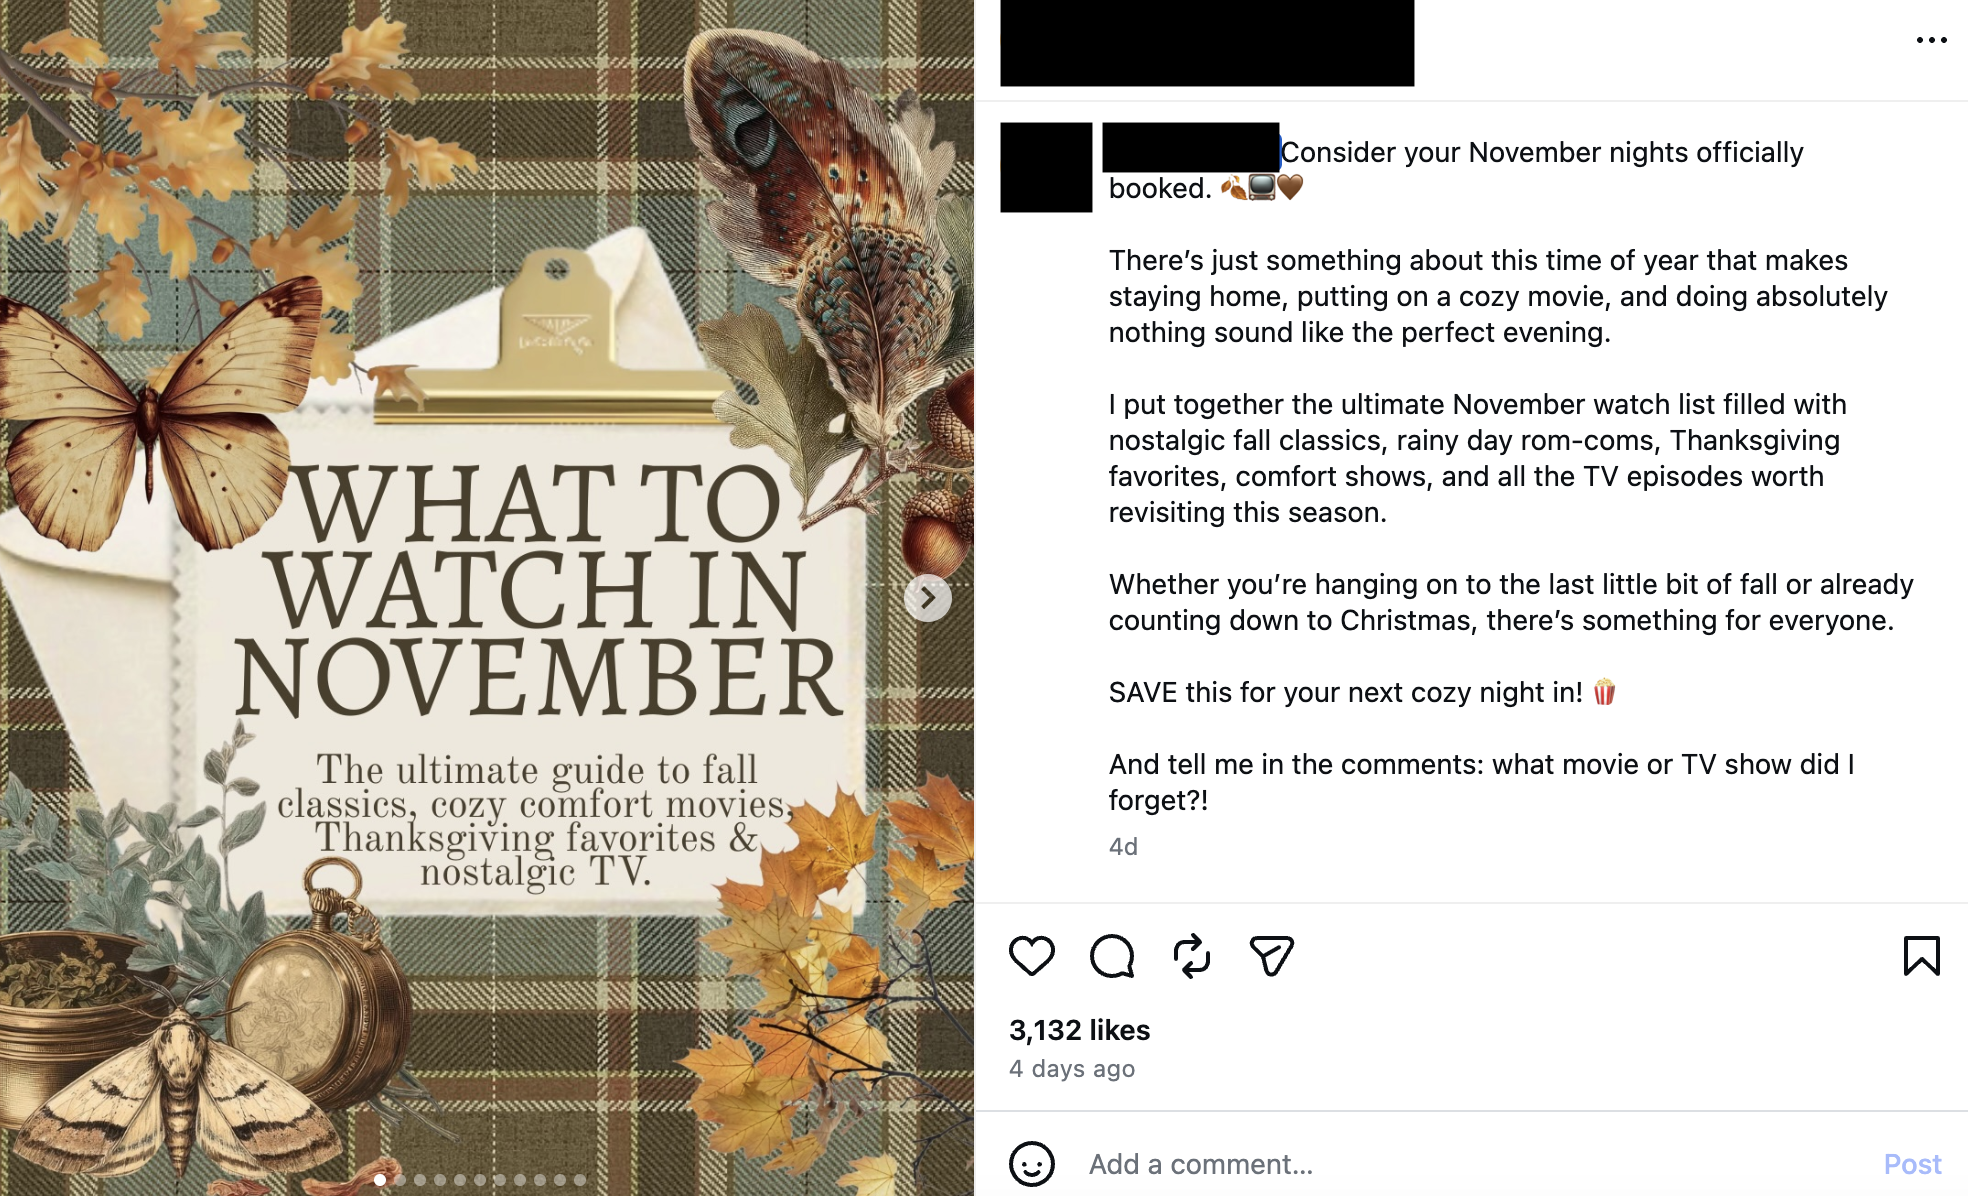 WHAT TO
WATCH IN
NOVEMBER
The ultimate guide to fall
classics, cozy comfort movies,
Thanksgiving favorites &
nostalgic TV.
Consider your November nights officially
booked. 🍂📺🤎
There’s just something about this time of year that makes
staying home, putting on a cozy movie, and doing absolutely
nothing sound like the perfect evening.
I put together the ultimate November watch list filled with
nostalgic fall classics, rainy day rom-coms, Thanksgiving
favorites, comfort shows, and all the TV episodes worth
revisiting this season.
Whether you’re hanging on to the last little bit of fall or already
counting down to Christmas, there’s something for everyone.
SAVE this for your next cozy night in! 🍿
And tell me in the comments: what movie or TV show did I
forget?!
4d
3,132 likes
4 days ago
Add a comment...
Post